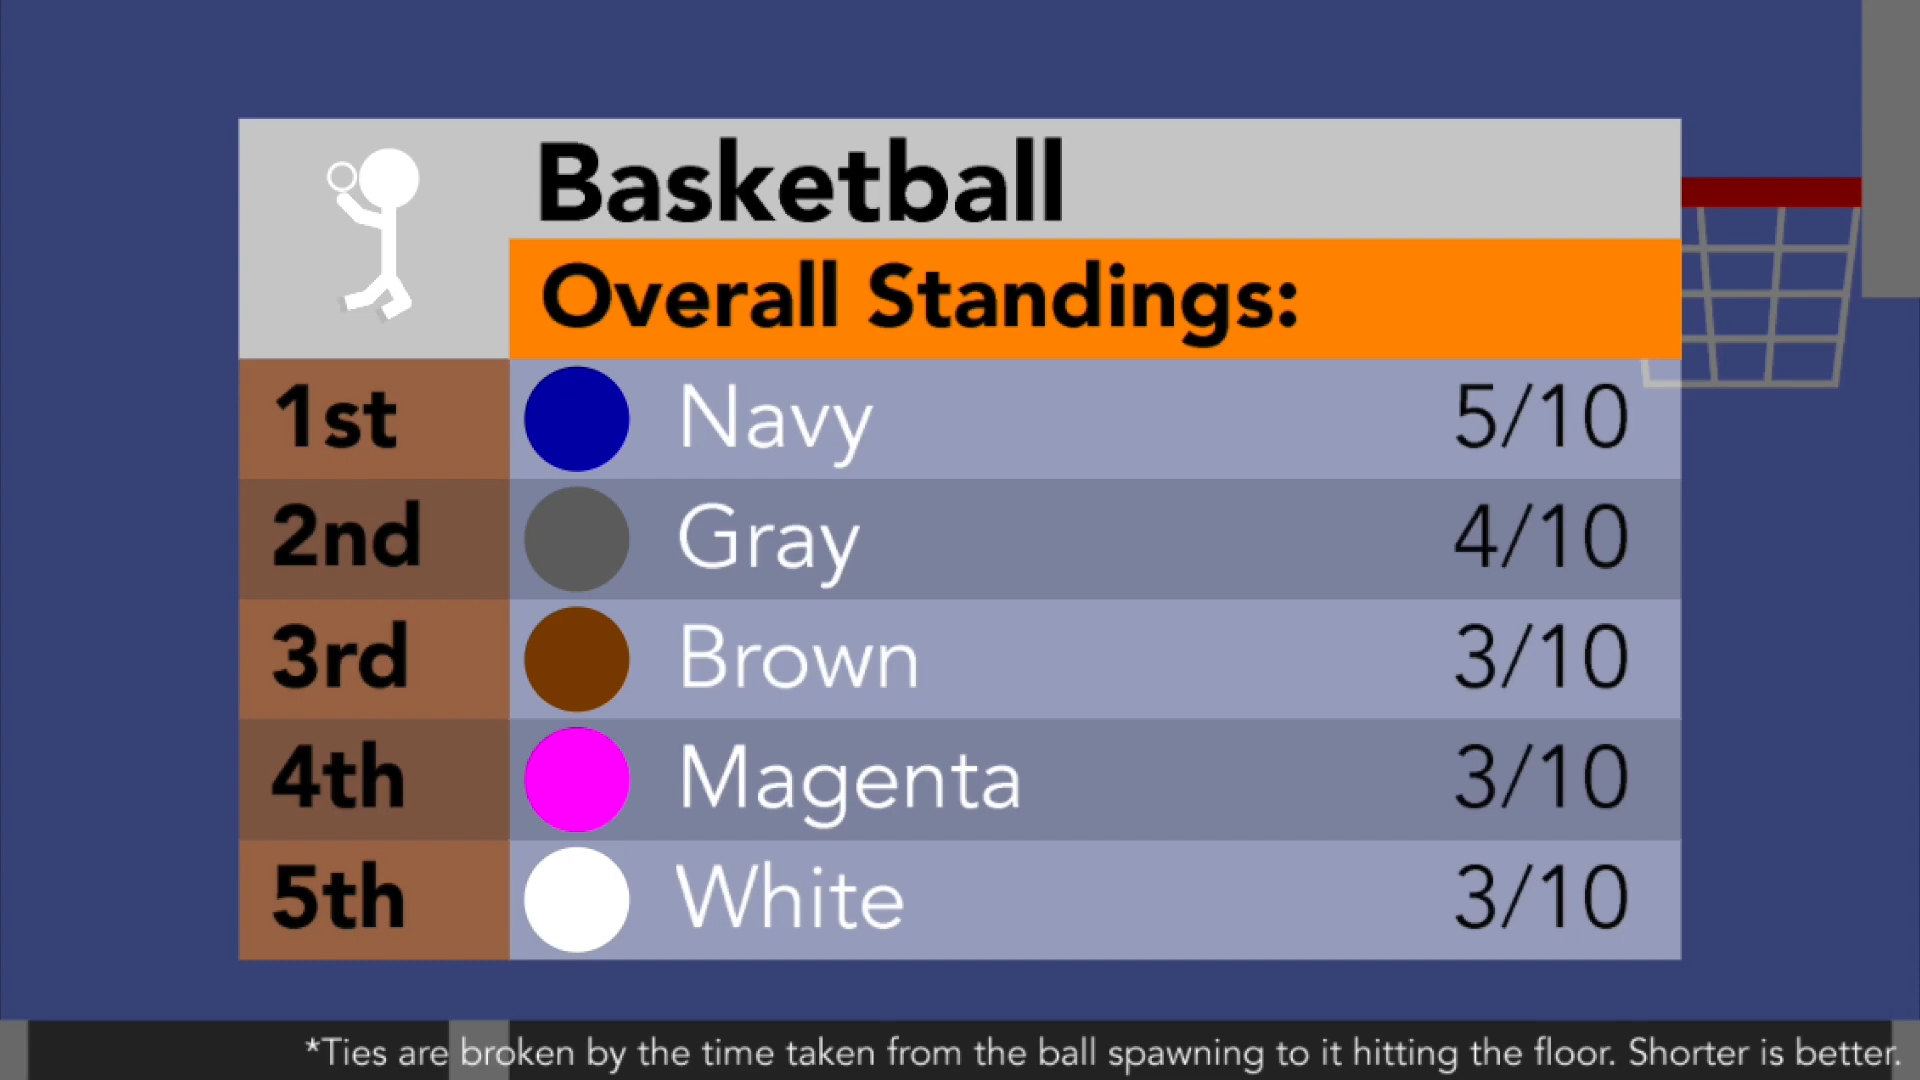 Basketball
Overall Standings:
1st Navy 5/10
2nd Gray 4/10
3rd Brown 3/10
4th Magenta 3/10
5th White 3/10
*Ties are broken by the time taken from the ball spawning to it hitting the floor. Shorter is better.